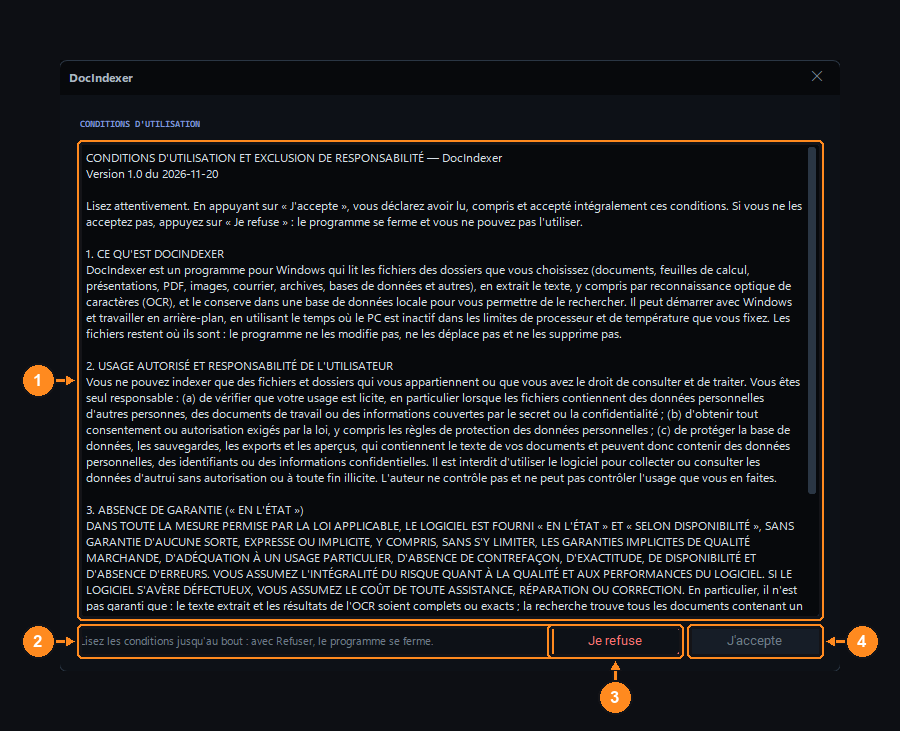 DocIndexer
CONDITIONS D'UTILISATION
CONDITIONS D'UTILISATION ET EXCLUSION DE RESPONSABILITÉ — DocIndexer
Version 1.0 du 2026-11-20
Lisez attentivement. En appuyant sur « J'accepte », vous déclarez avoir lu, compris et accepté intégralement ces conditions. Si vous ne les
acceptez pas, appuyez sur « Je refuse » : le programme se ferme et vous ne pouvez pas l'utiliser.
1. CE QU'EST DOCINDEXER
DocIndexer est un programme pour Windows qui lit les fichiers des dossiers que vous choisissez (documents, feuilles de calcul,
présentations, PDF, images, courrier, archives, bases de données et autres), en extrait le texte, y compris par reconnaissance optique de
caractères (OCR), et le conserve dans une base de données locale pour vous permettre de le rechercher. Il peut démarrer avec Windows
et travailler en arrière-plan, en utilisant le temps où le PC est inactif dans les limites de processeur et de température que vous fixez. Les
fichiers restent où ils sont : le programme ne les modifie pas, ne les déplace pas et ne les supprime pas.
2. USAGE AUTORISÉ ET RESPONSABILITÉ DE L'UTILISATEUR
Vous ne pouvez indexer que des fichiers et dossiers qui vous appartiennent ou que vous avez le droit de consulter et de traiter. Vous êtes
1
seul responsable : (a) de vérifier que votre usage est licite, en particulier lorsque les fichiers contiennent des données personnelles
d'autres personnes, des documents de travail ou des informations couvertes par le secret ou la confidentialité ; (b) d'obtenir tout
consentement ou autorisation exigés par la loi, y compris les règles de protection des données personnelles ; (c) de protéger la base de
données, les sauvegardes, les exports et les aperçus, qui contiennent le texte de vos documents et peuvent donc contenir des données
personnelles, des identifiants ou des informations confidentielles. Il est interdit d'utiliser le logiciel pour collecter ou consulter les
données d'autrui sans autorisation ou à toute fin illicite. L'auteur ne contrôle pas et ne peut pas contrôler l'usage que vous en faites.
3. ABSENCE DE GARANTIE (« EN L'ÉTAT »)
DANS TOUTE LA MESURE PERMISE PAR LA LOI APPLICABLE, LE LOGICIEL EST FOURNI « EN L'ÉTAT » ET « SELON DISPONIBILITÉ », SANS
GARANTIE D'AUCUNE SORTE, EXPRESSE OU IMPLICITE, Y COMPRIS, SANS S'Y LIMITER, LES GARANTIES IMPLICITES DE QUALITÉ
MARCHANDE, D'ADÉQUATION À UN USAGE PARTICULIER, D'ABSENCE DE CONTREFAÇON, D'EXACTITUDE, DE DISPONIBILITÉ ET
D'ABSENCE D'ERREURS. VOUS ASSUMEZ L'INTÉGRALITÉ DU RISQUE QUANT À LA QUALITÉ ET AUX PERFORMANCES DU LOGICIEL. SI LE
LOGICIEL S'AVÈRE DÉFECTUEUX, VOUS ASSUMEZ LE COÛT DE TOUTE ASSISTANCE, RÉPARATION OU CORRECTION. En particulier, il n'est
pas garanti que : le texte extrait et les résultats de l'OCR soient complets ou exacts ; la recherche trouve tous les documents contenant un
2
Lisez les conditions jusqu'au bout : avec Refuser, le programme se ferme.
Je refuse
J'accepte
4
3